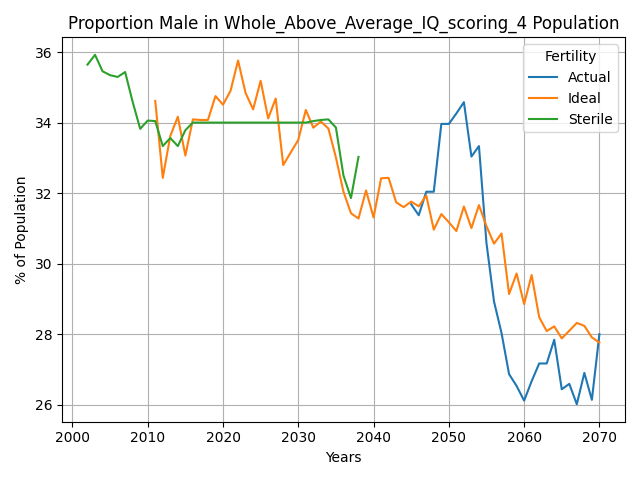 Proportion Male in Whole_Above_Average_IQ_scoring_4 Population
Fertility
Actual
Ideal
Sterile
% of Population
36
34
32
30
28
26
2000 2010 2020 2030 2040 2050 2060 2070
Years